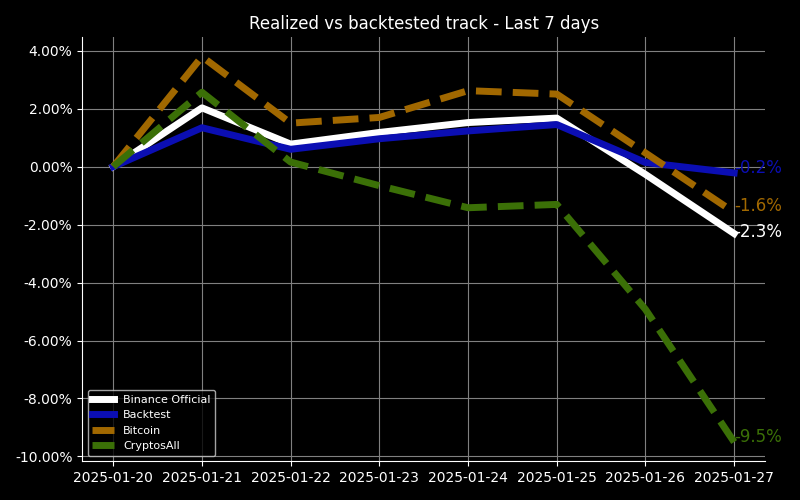 Realized vs backtested track - Last 7 days
4.00%
2.00%
0.00%
-2.00%
-4.00%
-6.00%
-8.00%
-10.00%
-0.2%
-1.6%
-2.3%
-9.5%
Binance Official
Backtest
Bitcoin
CryptosAll
2025-01-20 2025-01-21 2025-01-22 2025-01-23 2025-01-24 2025-01-25 2025-01-26 2025-01-27